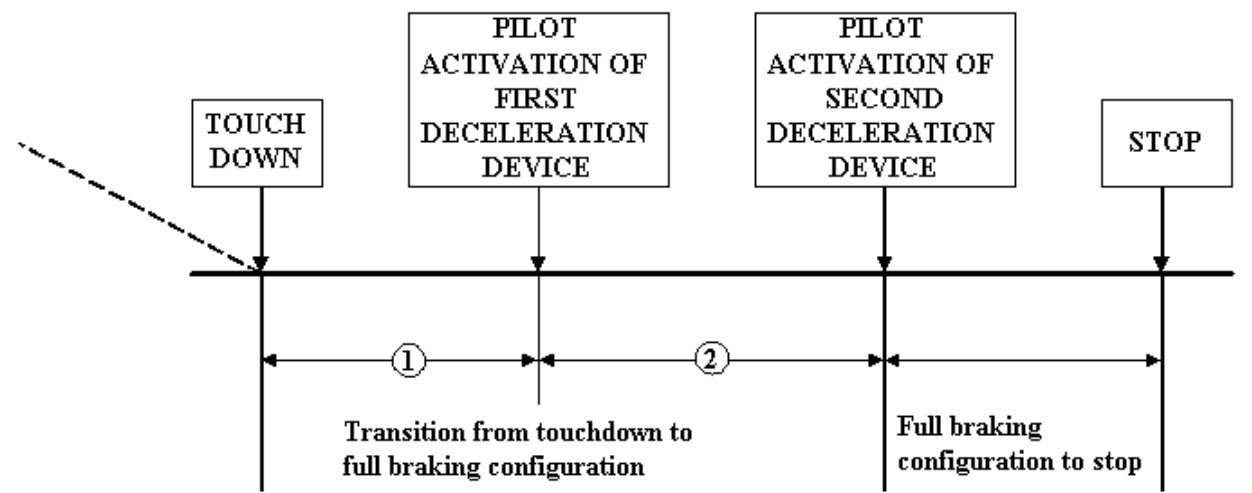 TOUCH
DOWN
PILOT
ACTIVATION OF
FIRST
DECELERATION
DEVICE
PILOT
ACTIVATION OF
SECOND
DECELERATION
DEVICE
STOP
1
2
Transition from touchdown to
full braking configuration
Full braking
configuration to stop